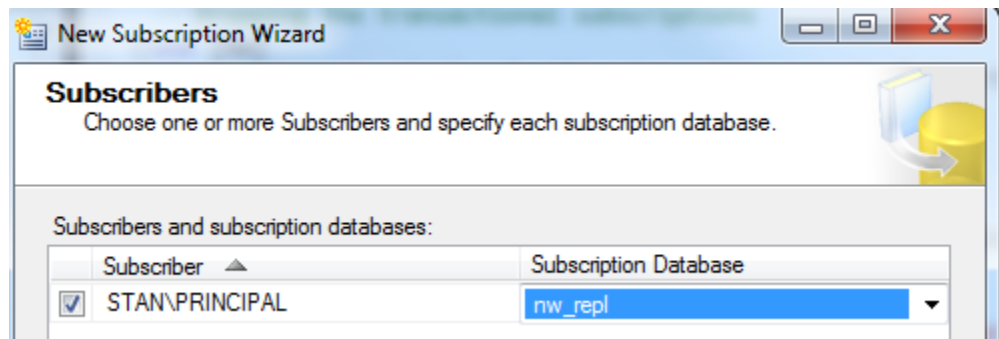 New Subscription Wizard
Subscribers
Choose one or more Subscribers and specify each subscription database.
Subscribers and subscription databases:
Subscriber Subscription Database
STAN\PRINCIPAL nw_repl